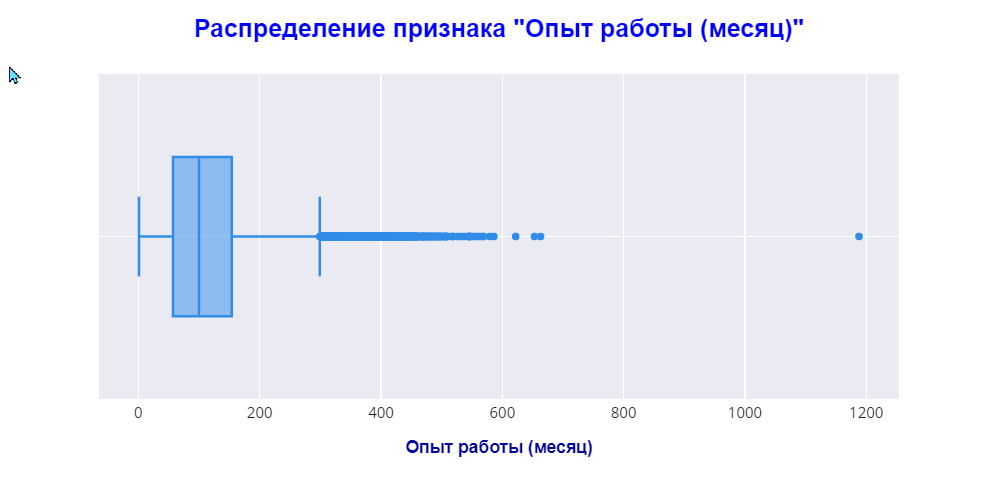 Распределение признака "Опыт работы (месяц)"
0 200 400 600 800 1000 1200
Опыт работы (месяц)